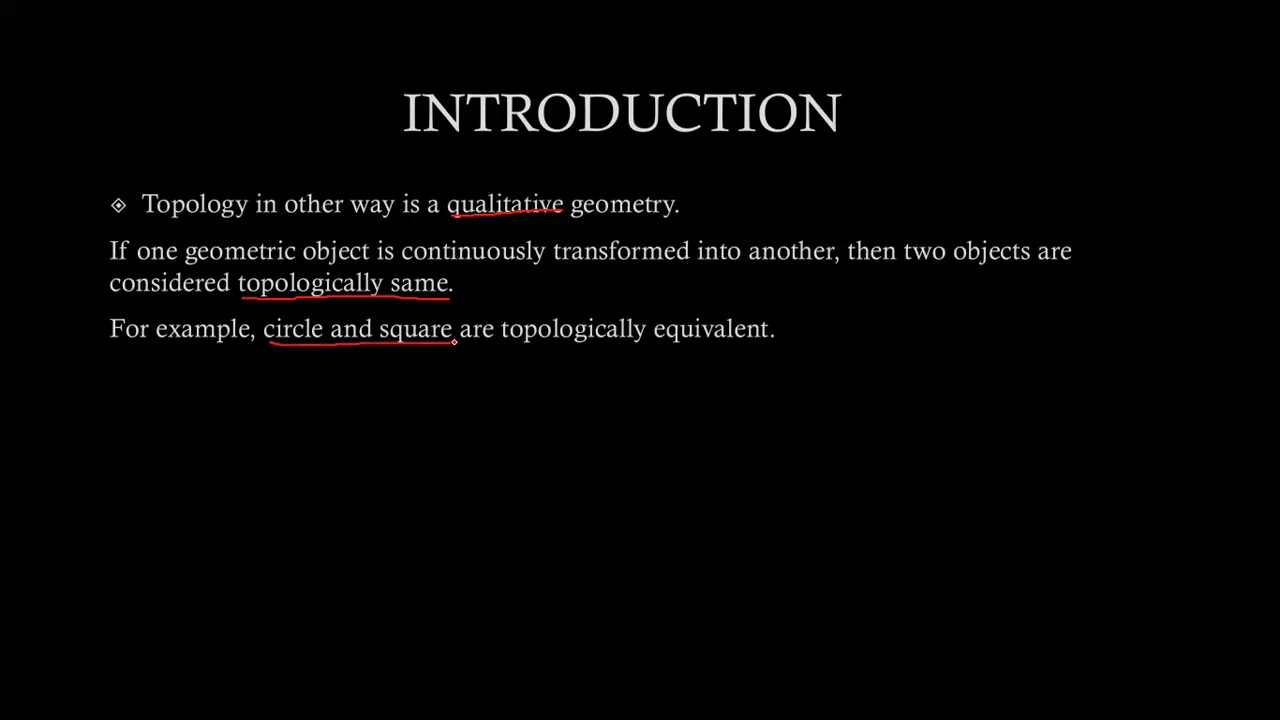 INTRODUCTION
Topology in other way is a qualitative geometry.
If one geometric object is continuously transformed into another, then two objects are
considered topologically same.
For example, circle and square are topologically equivalent.